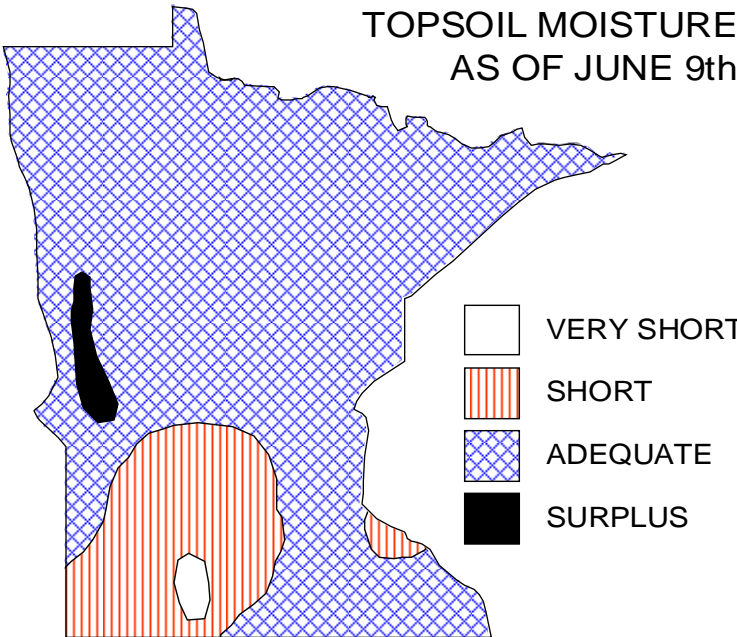 TOPSOIL MOISTURE
AS OF JUNE 9th
VERY SHORT
SHORT
ADEQUATE
SURPLUS